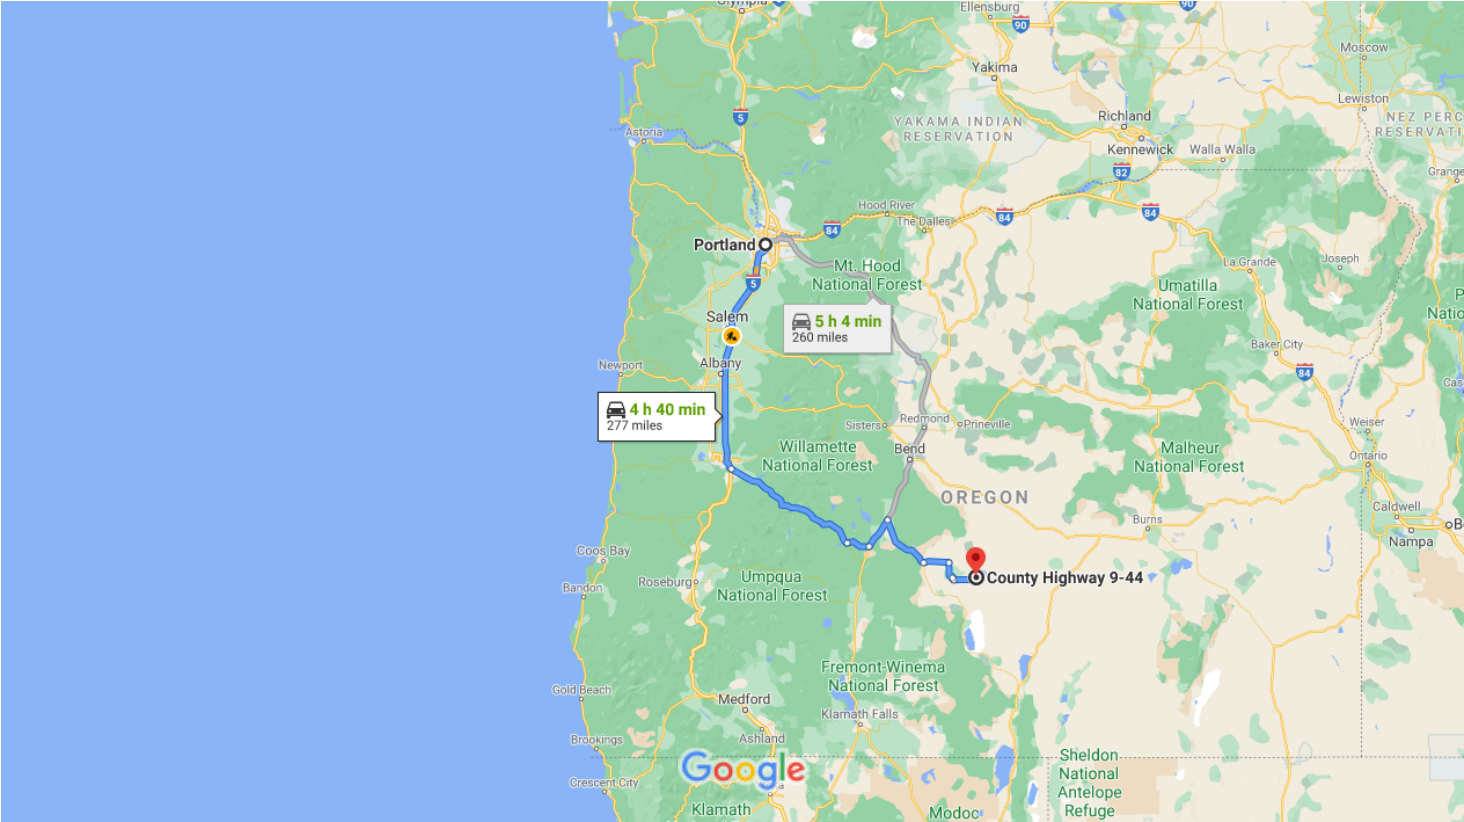 Olympia
90
Ellensburg
90
Moscow
Yakima
Lewiston
5
YAKAMA INDIAN
RESERVATION
Richland
NEZ PERC
RESERVATI
Astoria
Kennewick
Walla Walla
82
Grange
Hood River
84
The Dalles
84
84
Portland
La Grande
Joseph
Mt. Hood
National Forest
5
Umatilla
National Forest
P
Natio
Salem
5 h 4 min
260 miles
Baker City
Newport
Albany
84
Cas
4 h 40 min
277 miles
Redmond
Sisters
Prineville
Weiser
Willamette
National Forest
Bend
Malheur
National Forest
Ontario
OREGON
Caldwell
Burns
Bo
Nampa
Coos Bay
County Highway 9-44
Bandon
Roseburg
Umpqua
National Forest
Fremont-Winema
National Forest
Gold Beach
Medford
Klamath Falls
Brookings
Ashland
Sheldon
National
Antelope
Refuge
Google
Crescent City
Klamath
Modoc